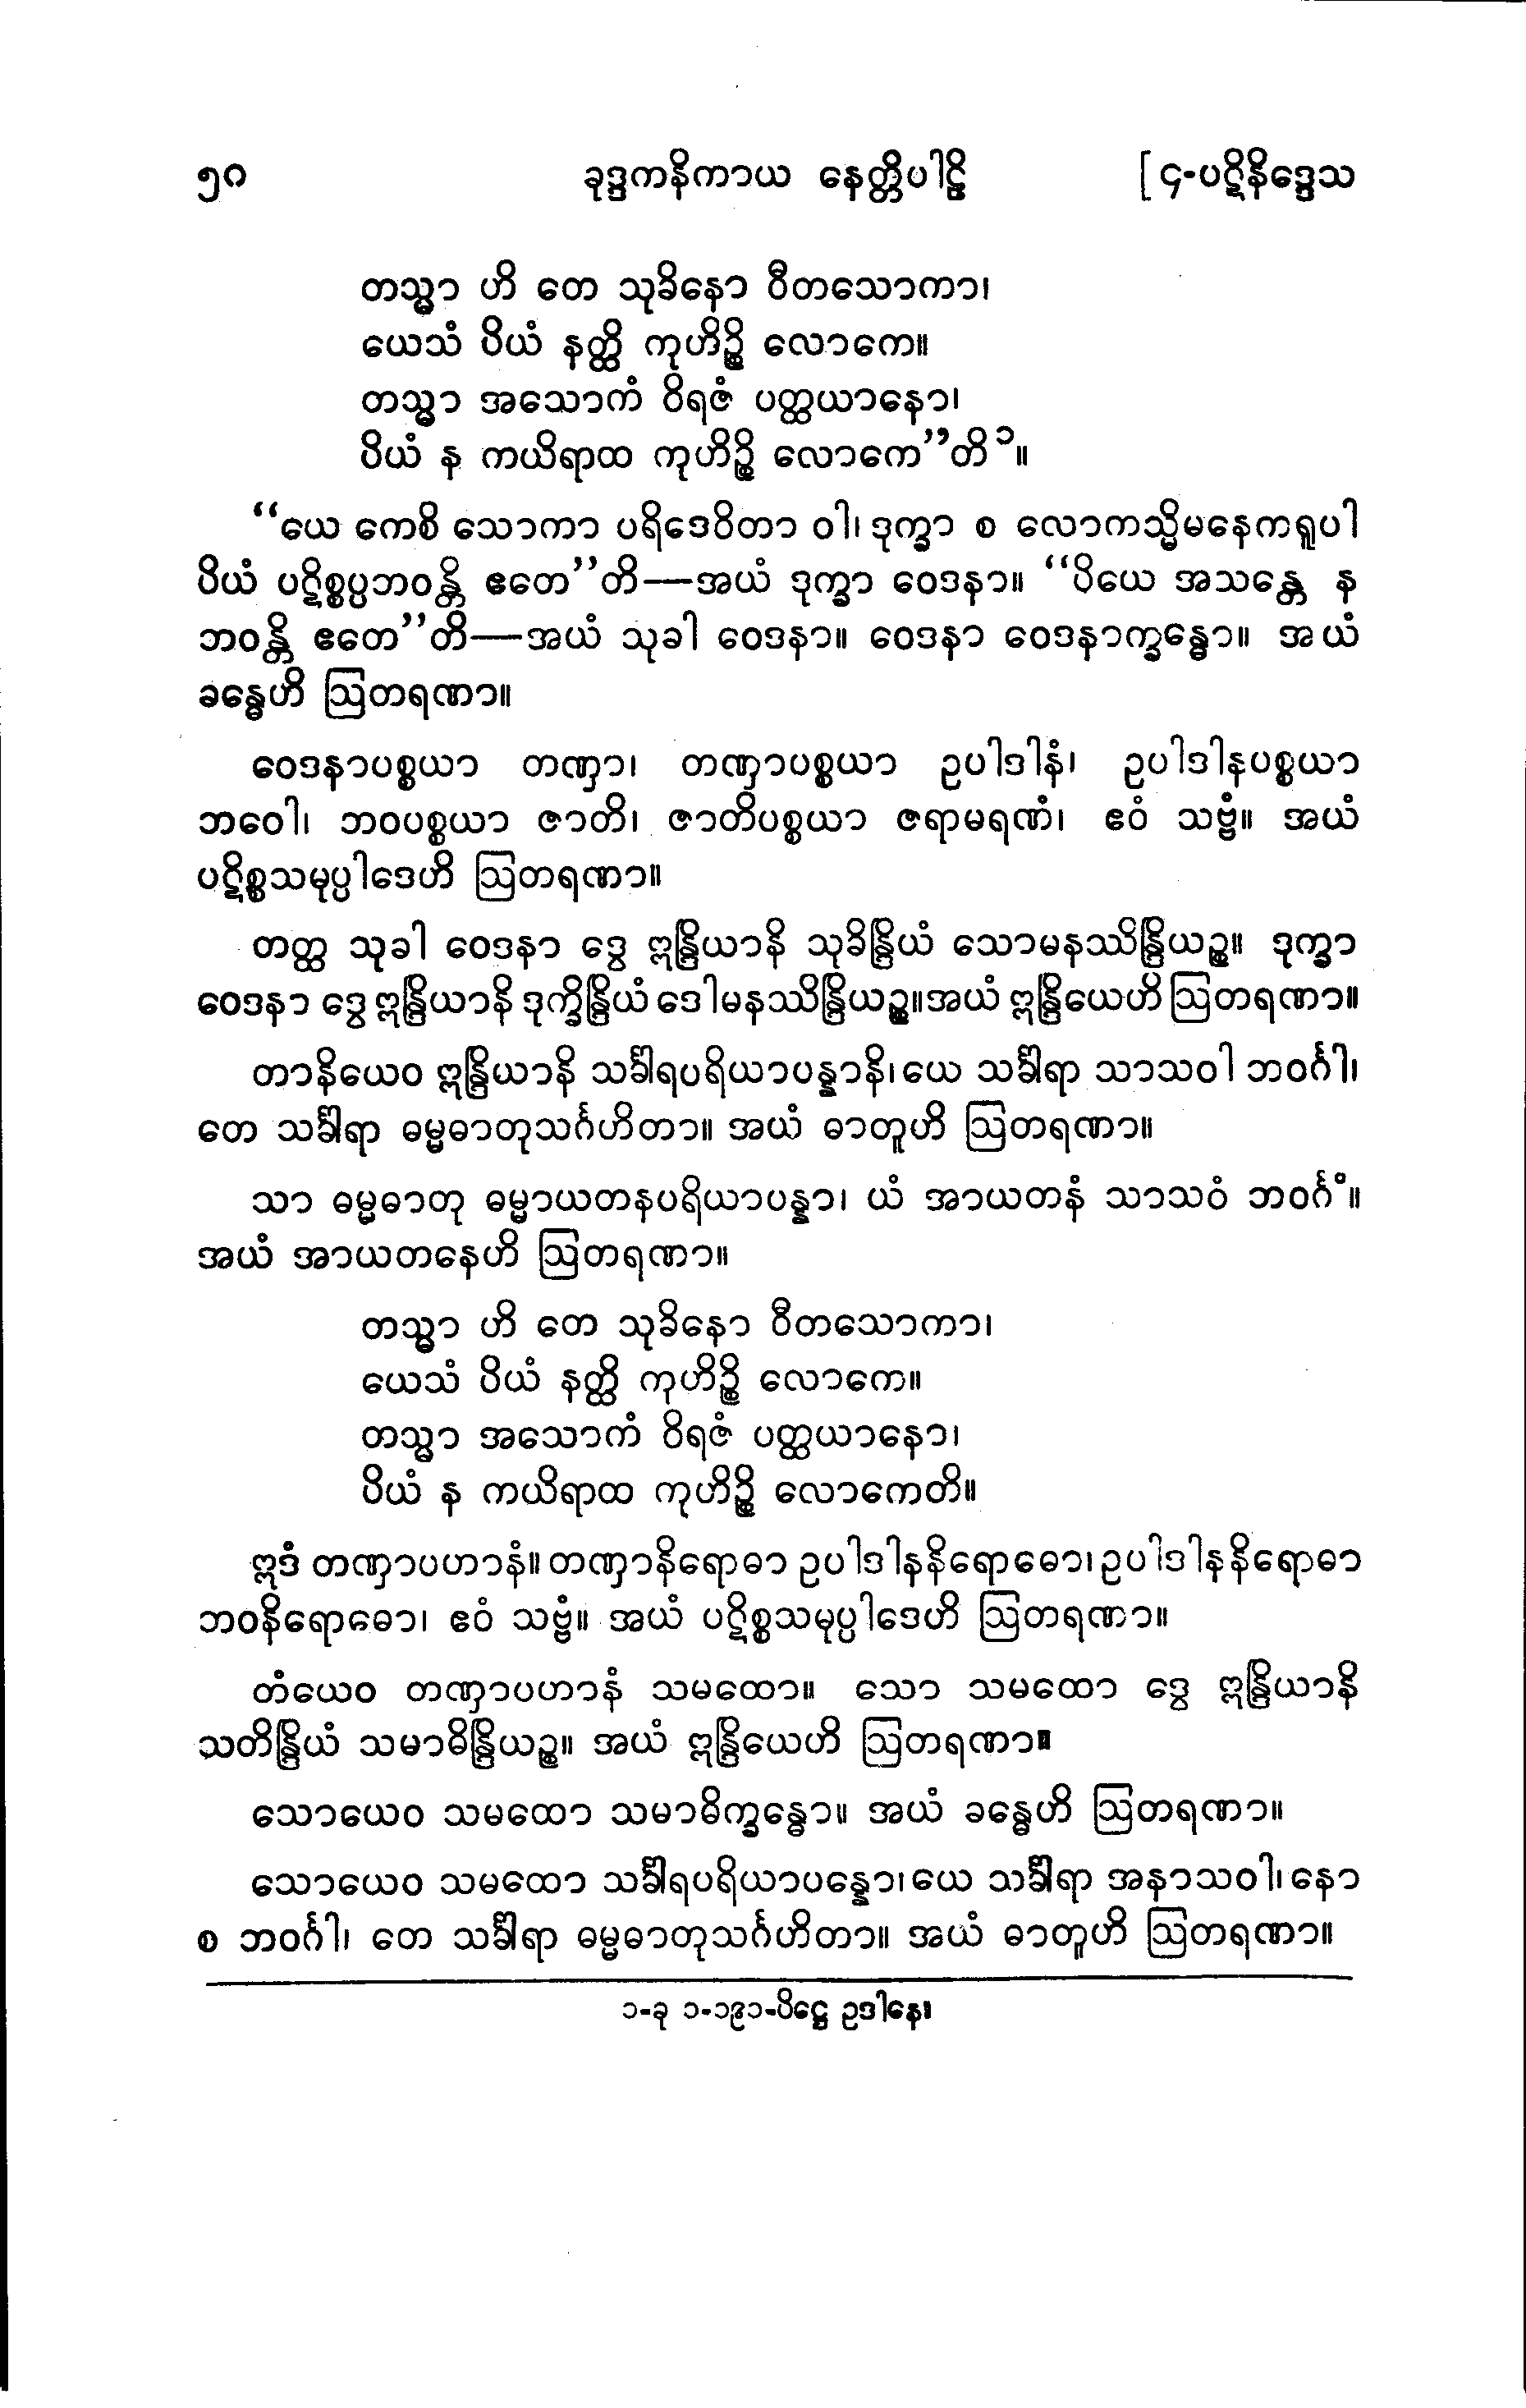 ၅၀ ခုဒ္ဒကနိကာယ နေတ္တိပါဠိ [ ၄-ပဋိနိဒ္ဒေသ
တသ္မာ ဟိ တေ သုခိနော ဝီတသောကာ၊
ယေသံ ပိယံ နတ္ထိ ကုဟိဉ္စိ လောကေ။
တသ္မာ အသောကံ ဝိရဇံ ပတ္ထယာနော၊
ပိယံ န ကယိရာထ ကုဟိဉ္စိ လောကေ”တိ၁။
“ယေ ကေစိ သောကာ ပရိဒေဝိတာ ဝါ၊ ဒုက္ခာ စ လောကသ္မိမနေကရူပါ
ပိယံ ပဋိစ္စပ္ပဘဝန္တိ ဧတေ”တိ—အယံ ဒုက္ခာ ဝေဒနာ။ “ပိယေ အသန္တေ န
ဘဝန္တိ ဧတေ”တိ—အယံ သုခါ ဝေဒနာ။ ဝေဒနာ ဝေဒနာက္ခန္ဓော။ အယံ
ခန္ဓေဟိ ဩတရဏာ။
ဝေဒနာပစ္စယာ တဏှာ၊ တဏှာပစ္စယာ ဥပါဒါနံ၊ ဥပါဒါနပစ္စယာ
ဘဝေါ၊ ဘဝပစ္စယာ ဇာတိ၊ ဇာတိပစ္စယာ ဇရာမရဏံ၊ ဧဝံ သဗ္ဗံ။ အယံ
ပဋိစ္စသမုပ္ပါဒေဟိ ဩတရဏာ။
တတ္ထ သုခါ ဝေဒနာ ဒွေ ဣန္ဒြိယာနိ သုခိန္ဒြိယံ သောမနဿိန္ဒြိယဉ္စ။ ဒုက္ခာ
ဝေဒနာ ဒွေ ဣန္ဒြိယာနိ ဒုက္ခိန္ဒြိယံ ဒေါမနဿိန္ဒြိယဉ္စ။ အယံ ဣန္ဒြိယေဟိ ဩတရဏာ။
တာနိယေဝ ဣန္ဒြိယာနိ သင်္ခါရပရိယာပန္နာနိ၊ ယေ သင်္ခါရာ သာသဝါ ဘဝင်္ဂါ၊
တေ သင်္ခါရာ ဓမ္မဓာတုသင်္ဂဟိတာ။ အယံ ဓာတူဟိ ဩတရဏာ။
သာ ဓမ္မဓာတု ဓမ္မာယတနပရိယာပန္နာ၊ ယံ အာယတနံ သာသဝံ ဘဝင်္ဂံ။
အယံ အာယတနေဟိ ဩတရဏာ။
တသ္မာ ဟိ တေ သုခိနော ဝီတသောကာ၊
ယေသံ ပိယံ နတ္ထိ ကုဟိဉ္စိ လောကေ။
တသ္မာ အသောကံ ဝိရဇံ ပတ္ထယာနော၊
ပိယံ န ကယိရာထ ကုဟိဉ္စိ လောကေတိ။
ဣဒံ တဏှာပဟာနံ။ တဏှာနိရောဓာ ဥပါဒါနနိရောဓော၊ ဥပါဒါနနိရောဓာ
ဘဝနိရောဓော၊ ဧဝံ သဗ္ဗံ။ အယံ ပဋိစ္စသမုပ္ပါဒေဟိ ဩတရဏာ။
တံယေဝ တဏှာပဟာနံ သမထော။ သော သမထော ဒွေ ဣန္ဒြိယာနိ
သတိန္ဒြိယံ သမာဓိန္ဒြိယဉ္စ။ အယံ ဣန္ဒြိယေဟိ ဩတရဏာ။
သောယေဝ သမထော သမာဓိက္ခန္ဓော။ အယံ ခန္ဓေဟိ ဩတရဏာ။
သောယေဝ သမထော သင်္ခါရပရိယာပန္နော၊ ယေ သင်္ခါရာ အနာသဝါ၊ နော
စ ဘဝင်္ဂါ၊ တေ သင်္ခါရာ ဓမ္မဓာတုသင်္ဂဟိတာ။ အယံ ဓာတူဟိ ဩတရဏာ။
၁-ခု ၁-၁၉၁-ပိဋ္ဌေ ဥဒါနေ။